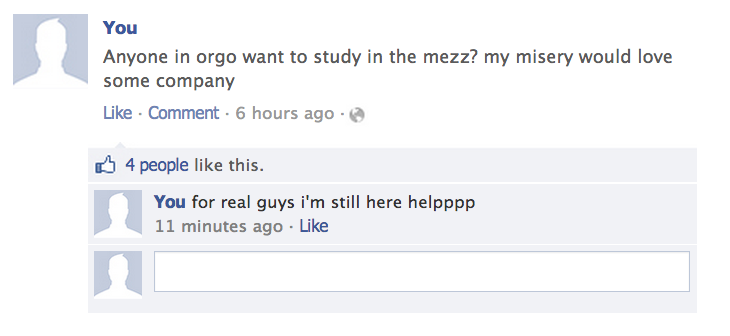 You
Anyone in orgo want to study in the mezz? my misery would love
some company
Like · Comment · 6 hours ago ·
4 people like this.
You for real guys i'm still here helpppp
11 minutes ago · Like